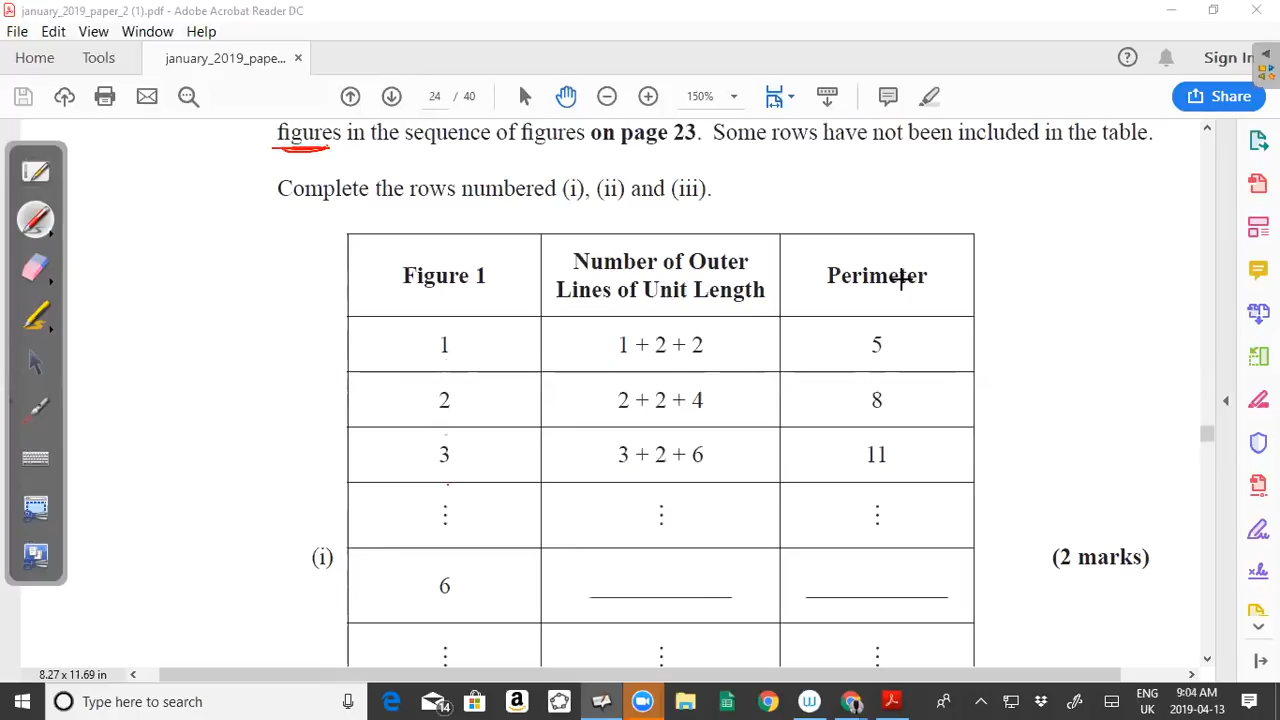 january_2019_paper_2 (1).pdf - Adobe Acrobat Reader DC
File Edit View Window Help
Home Tools january_2019_pape... × Sign In
24 / 40 150% Share
figures in the sequence of figures on page 23. Some rows have not been included in the table.
Complete the rows numbered (i), (ii) and (iii).
Figure 1 Number of Outer Lines of Unit Length Perimeter
1 1 + 2 + 2 5
2 2 + 2 + 4 8
3 3 + 2 + 6 11
⋮ ⋮ ⋮
(i) 6 (2 marks)
⋮ ⋮ ⋮
8.27 x 11.69 in
Type here to search 14 ENG 9:04 AM
UK 2019-04-13